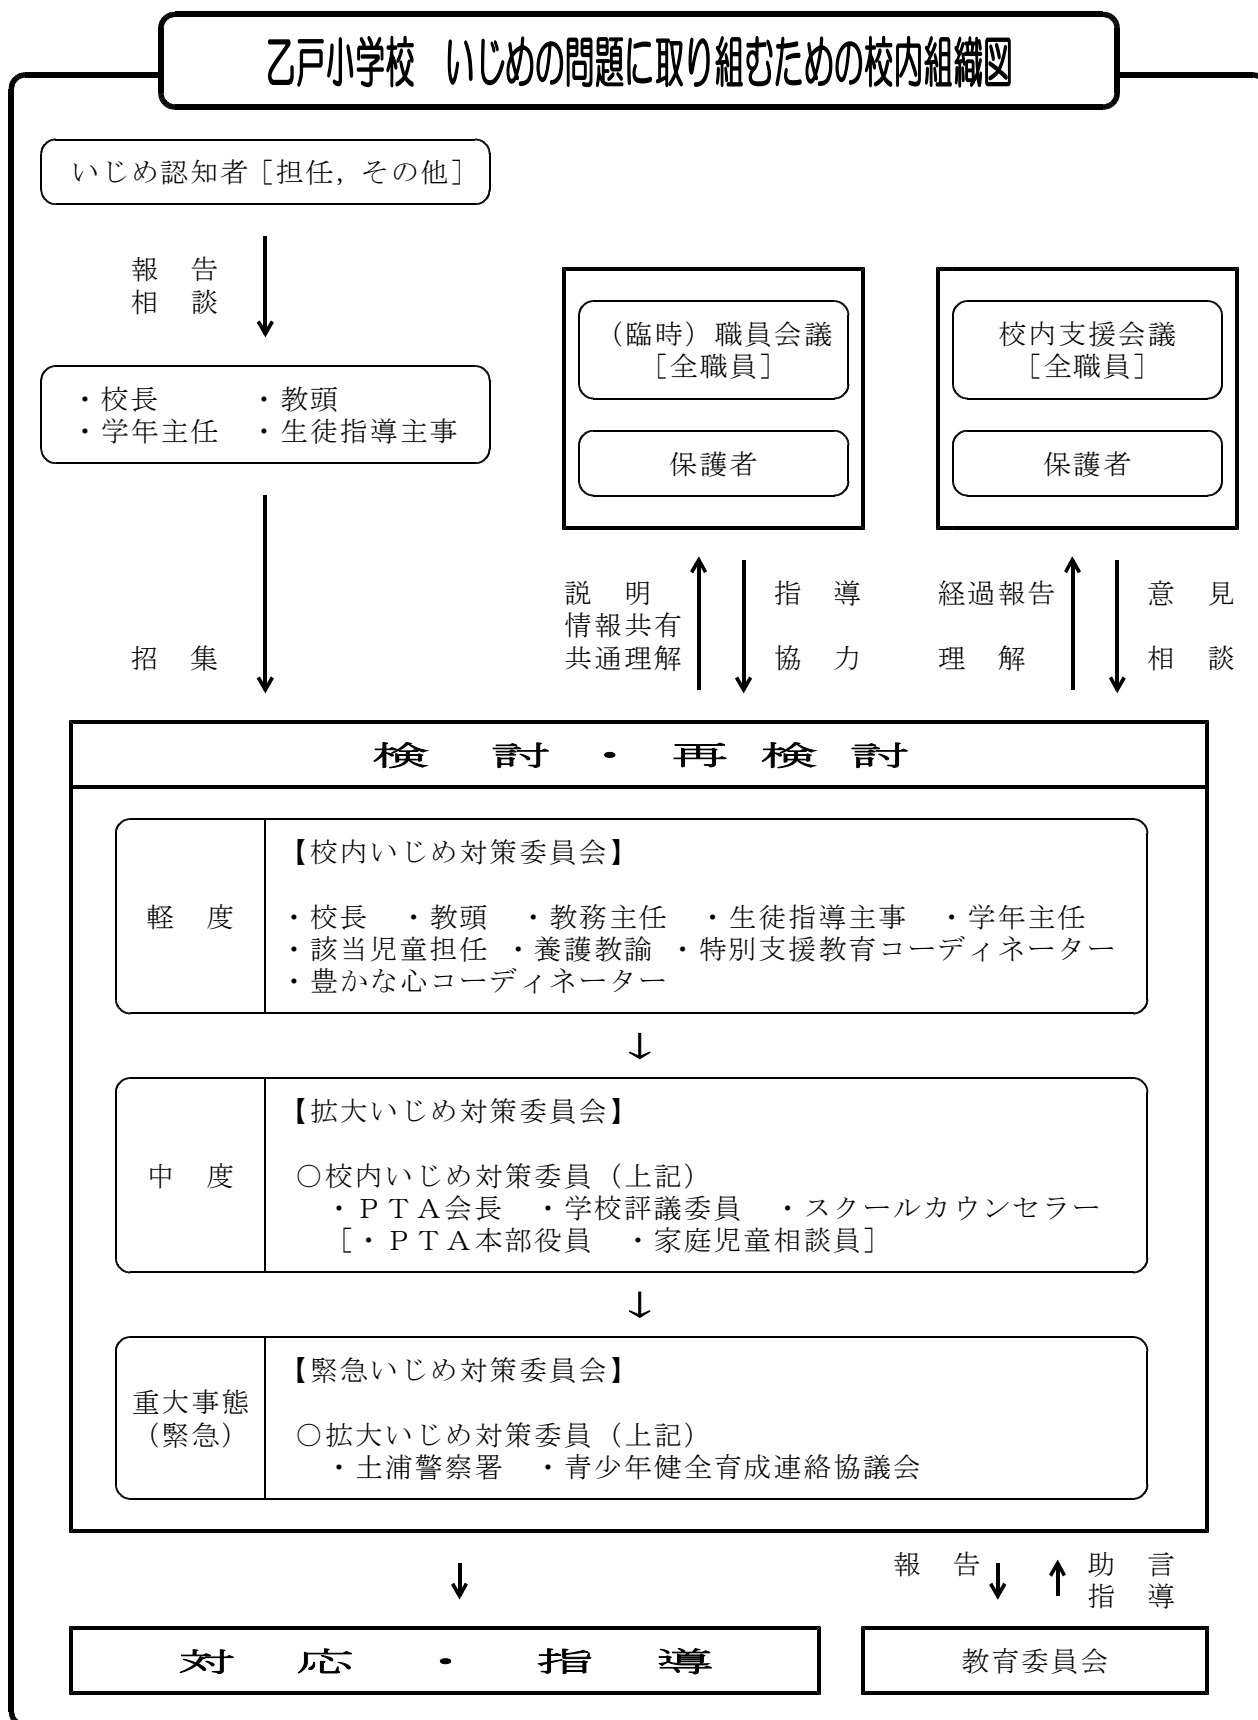 乙戸小学校　いじめの問題に取り組むための校内組織図
いじめ認知者［担任，その他］
報　告
相　談
・校長　　　・教頭
・学年主任　・生徒指導主事
招　集
（臨時）職員会議
［全職員］
保護者
校内支援会議
［全職員］
保護者
説　明
情報共有
共通理解
指　導
協　力
経過報告
理　解
意　見
相　談
検　討・再検討
軽　度
【校内いじめ対策委員会】
・校長　・教頭　・教務主任　・生徒指導主事　・学年主任
・該当児童担任　・養護教諭　・特別支援教育コーディネーター
・豊かな心コーディネーター
↓
中　度
【拡大いじめ対策委員会】
○校内いじめ対策委員（上記）
・ＰＴＡ会長　・学校評議委員　・スクールカウンセラー
［・ＰＴＡ本部役員　・家庭児童相談員］
↓
重大事態
（緊急）
【緊急いじめ対策委員会】
○拡大いじめ対策委員（上記）
・土浦警察署　・青少年健全育成連絡協議会
報　告
助　言
指　導
対　応　・　指　導
教育委員会